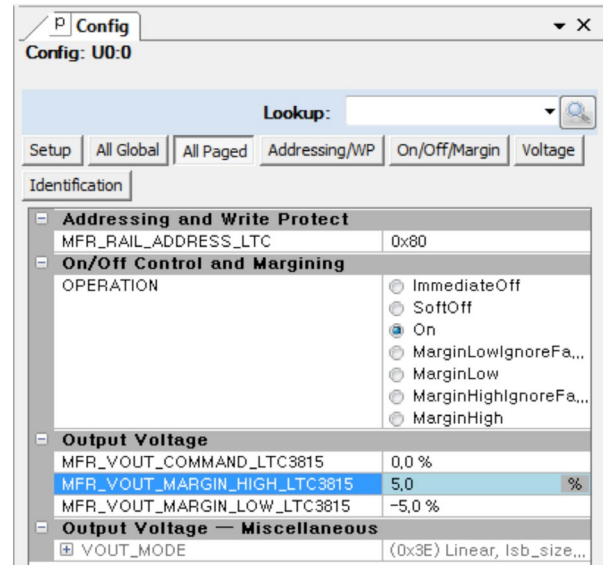 P Config
Config: U0:0
Lookup:
Setup All Global All Paged Addressing/WP On/Off/Margin Voltage
Identification
Addressing and Write Protect
MFR_RAIL_ADDRESS_LTC 0x80
On/Off Control and Margining
OPERATION ImmediateOff
SoftOff
On
MarginLowIgnoreFa...
MarginLow
MarginHighIgnoreFa...
MarginHigh
Output Voltage
MFR_VOUT_COMMAND_LTC3815 0,0 %
MFR_VOUT_MARGIN_HIGH_LTC3815 5,0 %
MFR_VOUT_MARGIN_LOW_LTC3815 -5,0 %
Output Voltage — Miscellaneous
VOUT_MODE (0x3E) Linear, lsb_size...